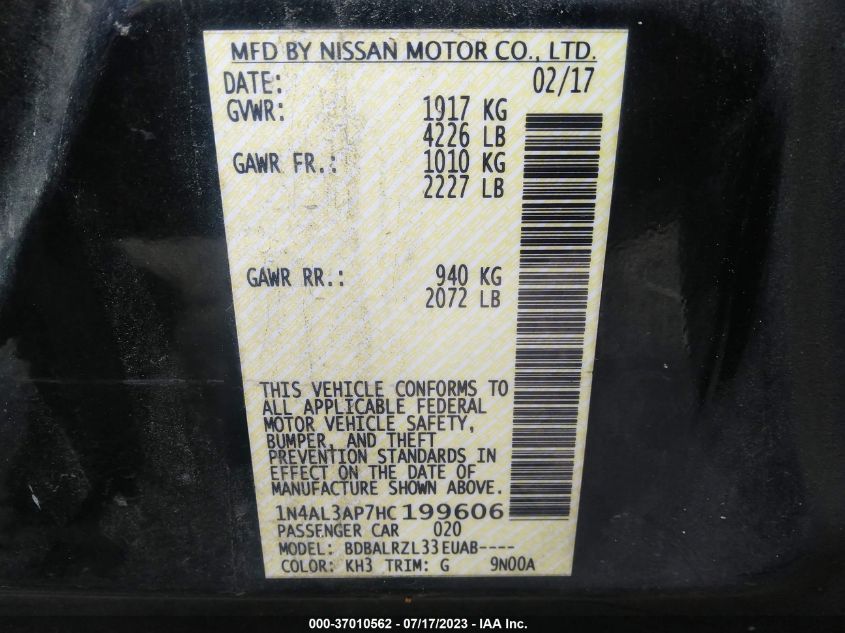 MFD BY NISSAN MOTOR CO., LTD.
DATE: 02/17
GVWR: 1917 KG
4226 LB
GAWR FR.: 1010 KG
2227 LB
GAWR RR.: 940 KG
2072 LB
THIS VEHICLE CONFORMS TO
ALL APPLICABLE FEDERAL
MOTOR VEHICLE SAFETY,
BUMPER, AND THEFT
PREVENTION STANDARDS IN
EFFECT ON THE DATE OF
MANUFACTURE SHOWN ABOVE.
1N4AL3AP7HC199606
PASSENGER CAR 020
MODEL: BDBALRZL33EUAB----
COLOR: KH3 TRIM: G 9N00A
000-37010562 - 07/17/2023 - IAA Inc.